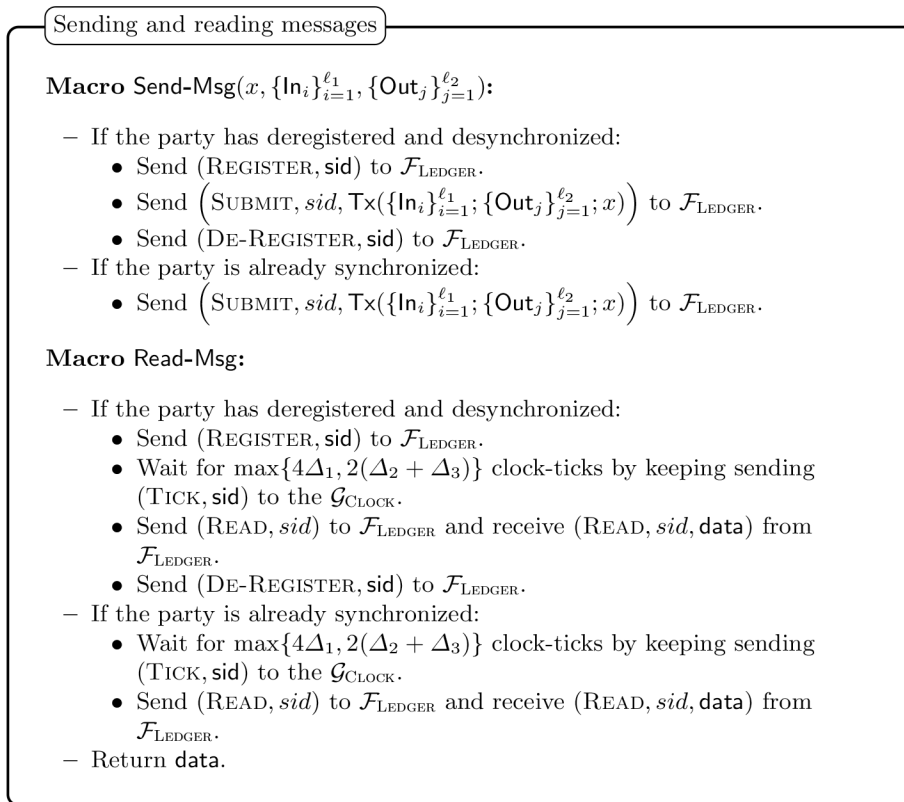 Sending and reading messages
Macro Send-Msg(x, {In_i}_{i=1}^{ℓ_1}, {Out_j}_{j=1}^{ℓ_2}):
– If the party has deregistered and desynchronized:
• Send (REGISTER, sid) to F_LEDGER.
• Send (SUBMIT, sid, Tx({In_i}_{i=1}^{ℓ_1}; {Out_j}_{j=1}^{ℓ_2}; x)) to F_LEDGER.
• Send (DE-REGISTER, sid) to F_LEDGER.
– If the party is already synchronized:
• Send (SUBMIT, sid, Tx({In_i}_{i=1}^{ℓ_1}; {Out_j}_{j=1}^{ℓ_2}; x)) to F_LEDGER.
Macro Read-Msg:
– If the party has deregistered and desynchronized:
• Send (REGISTER, sid) to F_LEDGER.
• Wait for max{4Δ_1, 2(Δ_2 + Δ_3)} clock-ticks by keeping sending
(TICK, sid) to the G_CLOCK.
• Send (READ, sid) to F_LEDGER and receive (READ, sid, data) from
F_LEDGER.
• Send (DE-REGISTER, sid) to F_LEDGER.
– If the party is already synchronized:
• Wait for max{4Δ_1, 2(Δ_2 + Δ_3)} clock-ticks by keeping sending
(TICK, sid) to the G_CLOCK.
• Send (READ, sid) to F_LEDGER and receive (READ, sid, data) from
F_LEDGER.
– Return data.